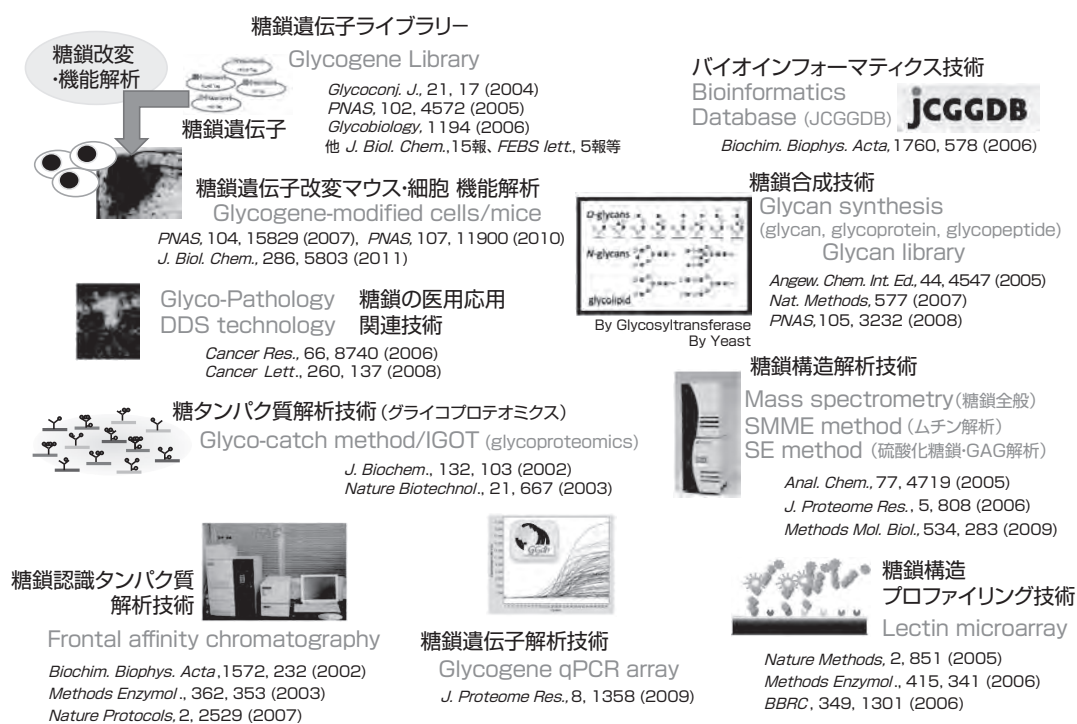 糖鎖改変
・機能解析
糖鎖遺伝子ライブラリー
Glycogene Library
糖鎖遺伝子
Glycoconj. J., 21, 17 (2004)
PNAS, 102, 4572 (2005)
Glycobiology, 1194 (2006)
他 J. Biol. Chem.,15報、FEBS lett., 5報等
バイオインフォマティクス技術
Bioinformatics
Database (JCGGDB)
jCGGDB
Biochim. Biophys. Acta,1760, 578 (2006)
糖鎖遺伝子改変マウス・細胞 機能解析
Glycogene-modified cells/mice
PNAS, 104, 15829 (2007), PNAS, 107, 11900 (2010)
J. Biol. Chem., 286, 5803 (2011)
糖鎖合成技術
Glycan synthesis
(glycan, glycoprotein, glycopeptide)
Glycan library
O-glycans
N-glycans
glycolipid
By Glycosyltransferase
By Yeast
Angew. Chem. Int. Ed., 44, 4547 (2005)
Nat. Methods, 577 (2007)
PNAS, 105, 3232 (2008)
Glyco-Pathology
DDS technology
糖鎖の医用応用
関連技術
Cancer Res., 66, 8740 (2006)
Cancer Lett., 260, 137 (2008)
糖鎖構造解析技術
Mass spectrometry(糖鎖全般)
SMME method (ムチン解析)
SE method (硫酸化糖鎖・GAG解析)
Anal. Chem., 77, 4719 (2005)
J. Proteome Res., 5, 808 (2006)
Methods Mol. Biol., 534, 283 (2009)
糖タンパク質解析技術(グライコプロテオミクス)
Glyco-catch method/IGOT (glycoproteomics)
J. Biochem., 132, 103 (2002)
Nature Biotechnol., 21, 667 (2003)
糖鎖認識タンパク質
解析技術
Frontal affinity chromatography
Biochim. Biophys. Acta,1572, 232 (2002)
Methods Enzymol., 362, 353 (2003)
Nature Protocols, 2, 2529 (2007)
GGDB
糖鎖遺伝子解析技術
Glycogene qPCR array
J. Proteome Res., 8, 1358 (2009)
糖鎖構造
プロファイリング技術
Lectin microarray
Nature Methods, 2, 851 (2005)
Methods Enzymol., 415, 341 (2006)
BBRC, 349, 1301 (2006)